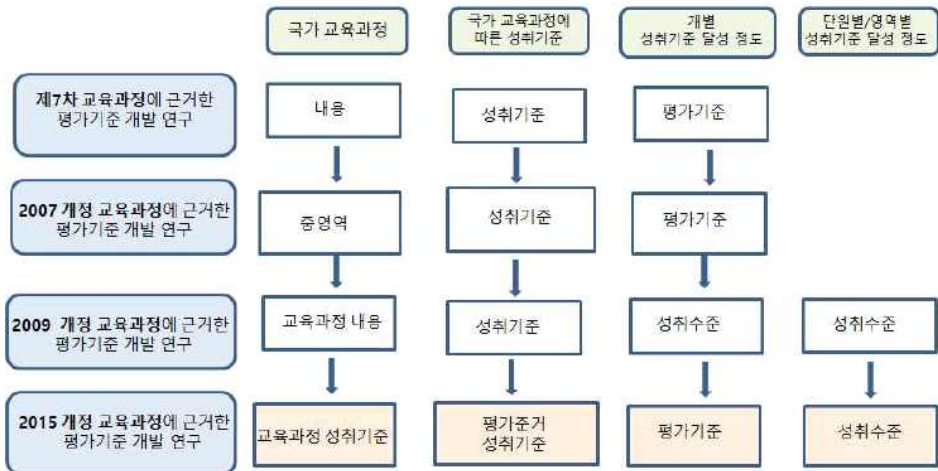 국가 교육과정
국가 교육과정에
따른 성취기준
개별
성취기준 달성 정도
단원별/영역별
성취기준 달성 정도
제7차 교육과정에 근거한
평가기준 개발 연구
내용
성취기준
평가기준
2007 개정 교육과정에 근거한
평가기준 개발 연구
중영역
성취기준
평가기준
2009 개정 교육과정에 근거한
평가기준 개발 연구
교육과정 내용
성취기준
성취수준
성취수준
2015 개정 교육과정에 근거한
평가기준 개발 연구
교육과정 성취기준
평가준거
성취기준
평가기준
성취수준